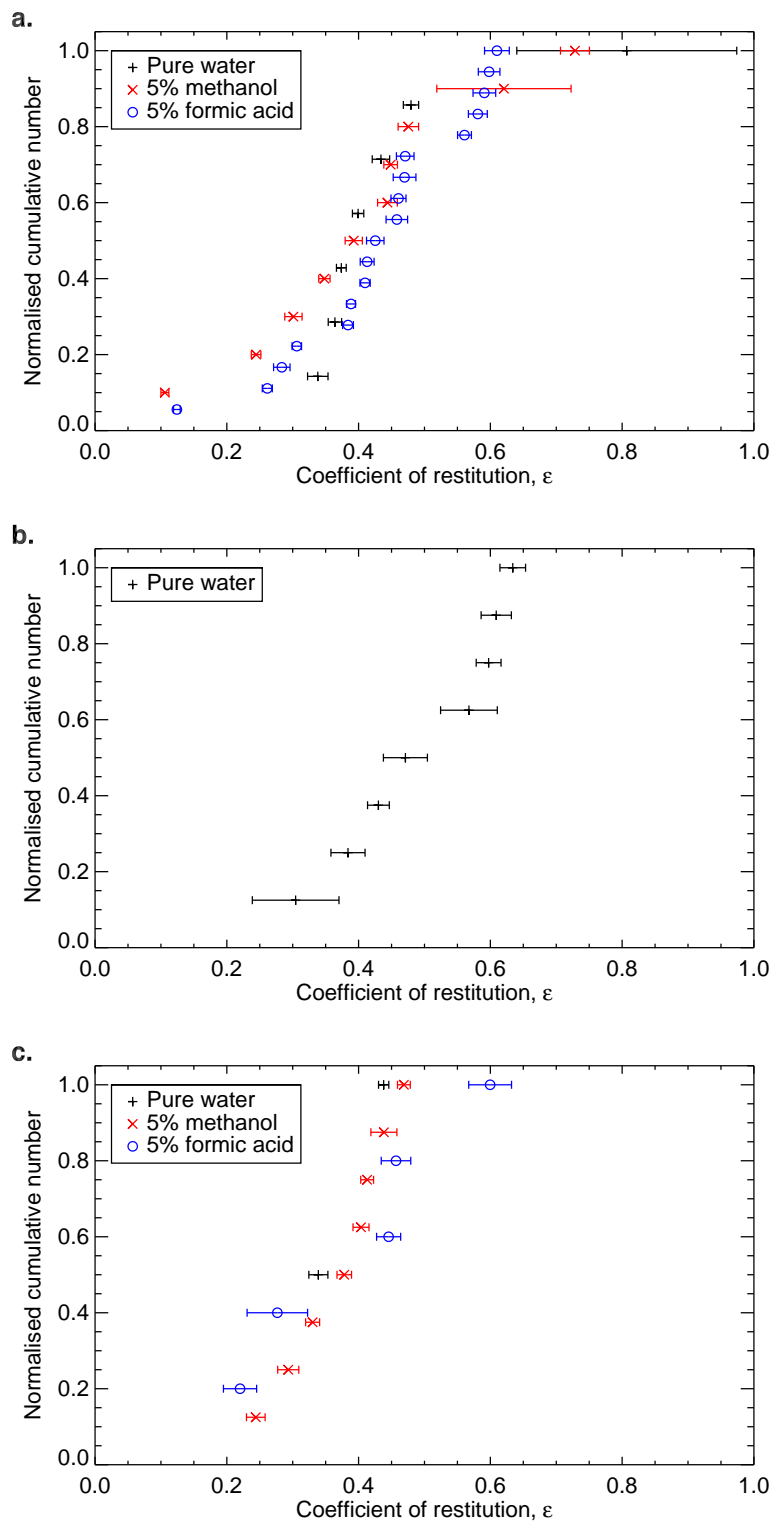 a.
Pure water
5% methanol
5% formic acid
Normalised cumulative number
1.0
0.8
0.6
0.4
0.2
0.0
0.0 0.2 0.4 0.6 0.8 1.0
Coefficient of restitution, ε
b.
Pure water
Normalised cumulative number
1.0
0.8
0.6
0.4
0.2
0.0
0.0 0.2 0.4 0.6 0.8 1.0
Coefficient of restitution, ε
c.
Pure water
5% methanol
5% formic acid
Normalised cumulative number
1.0
0.8
0.6
0.4
0.2
0.0
0.0 0.2 0.4 0.6 0.8 1.0
Coefficient of restitution, ε